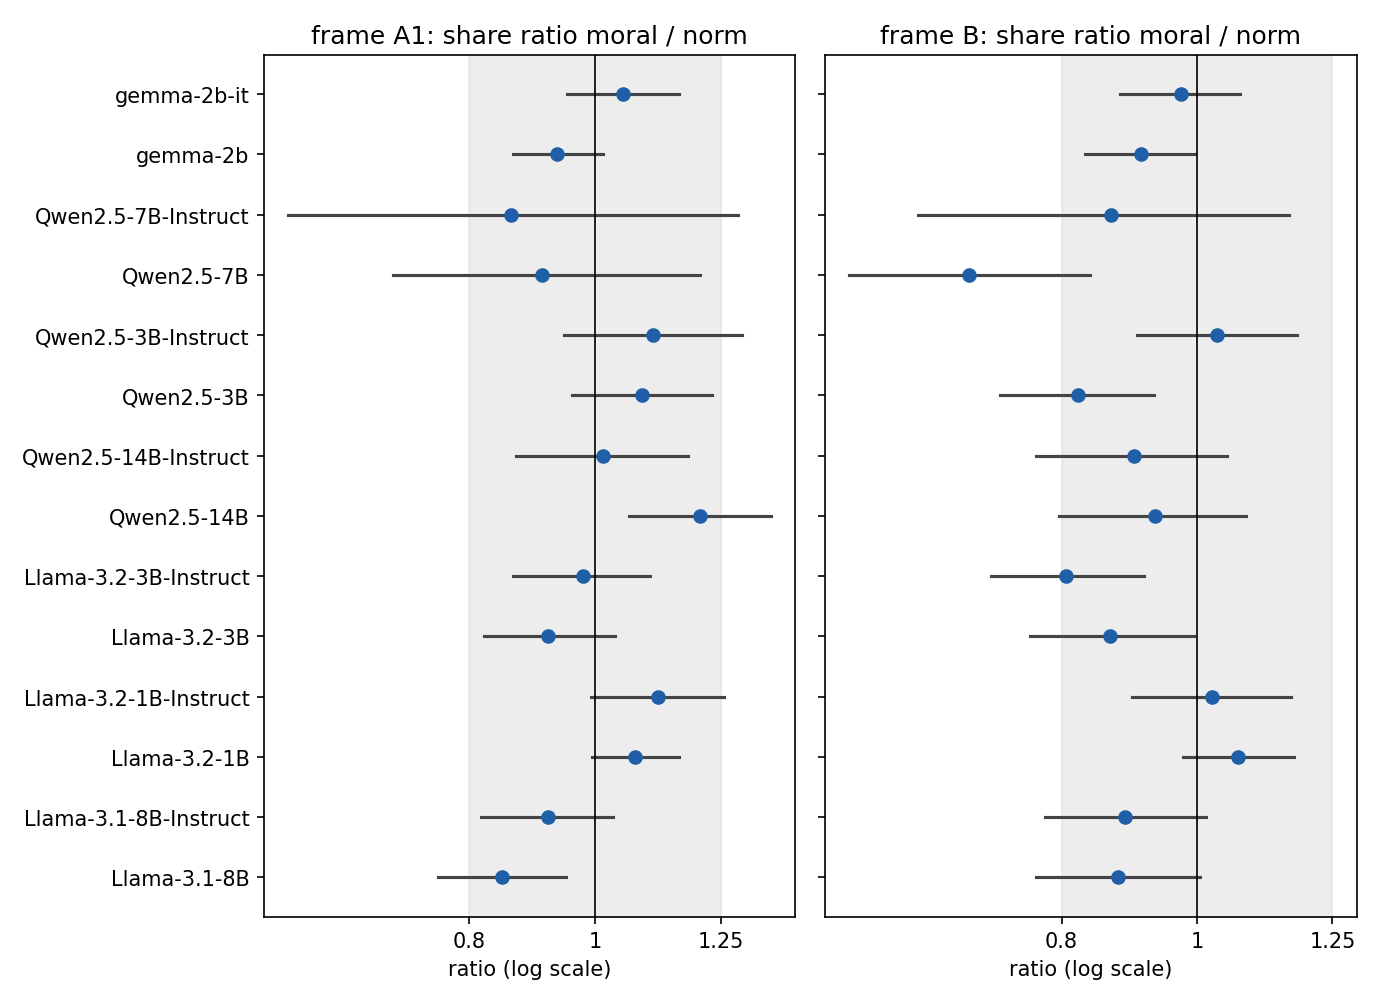 frame A1: share ratio moral / norm
frame B: share ratio moral / norm
gemma-2b-it
gemma-2b
Qwen2.5-7B-Instruct
Qwen2.5-7B
Qwen2.5-3B-Instruct
Qwen2.5-3B
Qwen2.5-14B-Instruct
Qwen2.5-14B
Llama-3.2-3B-Instruct
Llama-3.2-3B
Llama-3.2-1B-Instruct
Llama-3.2-1B
Llama-3.1-8B-Instruct
Llama-3.1-8B
0.8 1 1.25
0.8 1 1.25
ratio (log scale)
ratio (log scale)